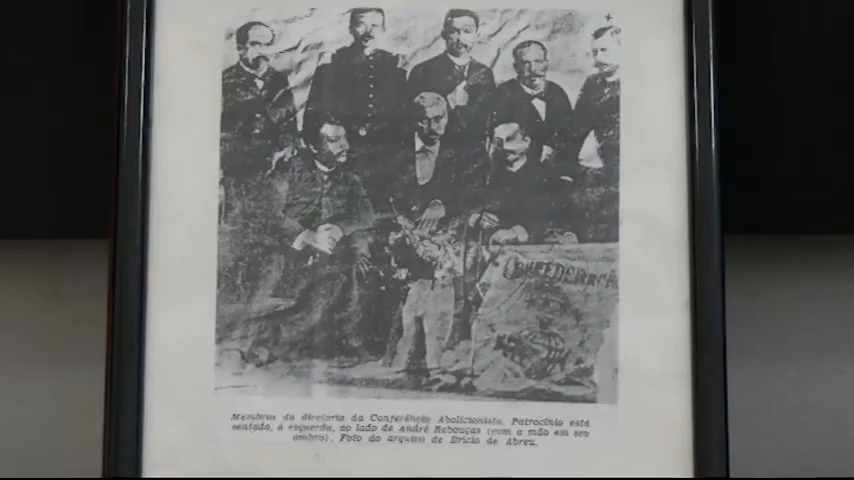 CONFEDERAÇÃO
Membros da diretoria da Conferência Abolicionista. Patrocínio está
sentado, à esquerda, ao lado de André Rebouças (com a mão em seu
ombro). Foto do arquivo de Brício de Abreu.